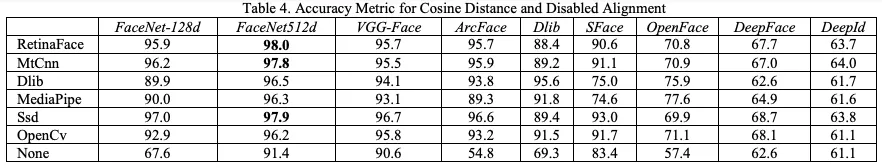 Table 4. Accuracy Metric for Cosine Distance and Disabled Alignment
FaceNet-128d FaceNet512d VGG-Face ArcFace Dlib SFace OpenFace DeepFace DeepId
RetinaFace 95.9 98.0 95.7 95.7 88.4 90.6 70.8 67.7 63.7
MtCnn 96.2 97.8 95.5 95.9 89.2 91.1 70.9 67.0 64.0
Dlib 89.9 96.5 94.1 93.8 95.6 75.0 75.9 62.6 61.7
MediaPipe 90.0 96.3 93.1 89.3 91.8 74.6 77.6 64.9 61.6
Ssd 97.0 97.9 96.7 96.6 89.4 93.0 69.9 68.7 63.8
OpenCv 92.9 96.2 95.8 93.2 91.5 91.7 71.1 68.1 61.1
None 67.6 91.4 90.6 54.8 69.3 83.4 57.4 62.6 61.1